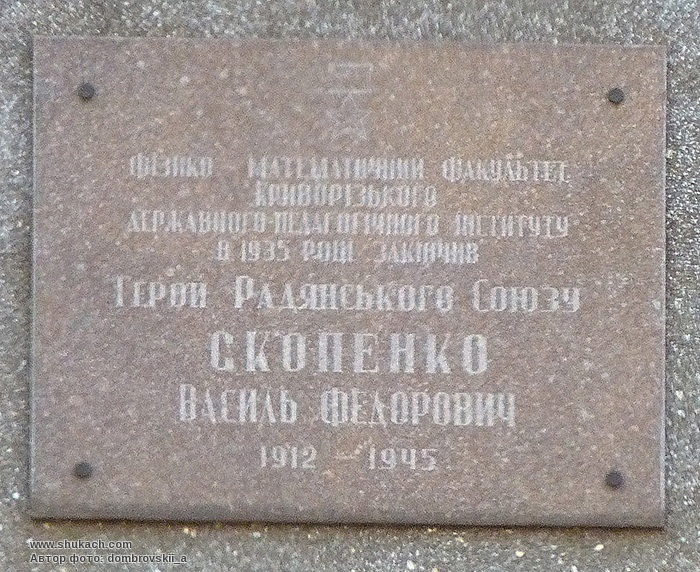 ФІЗИКО - МАТЕМАТИЧНИЙ ФАКУЛЬТЕТ
КРИВОРІЗЬКОГО
ДЕРЖАВНОГО ПЕДАГОГІЧНОГО ІНСТИТУТУ
В 1935 РОЦІ ЗАКІНЧИВ
ГЕРОЙ РАДЯНСЬКОГО СОЮЗУ
СКОПЕНКО
ВАСИЛЬ ФЕДОРОВИЧ
1912 — 1945
www.shukach.com
Автор фото: dombrovskii_a